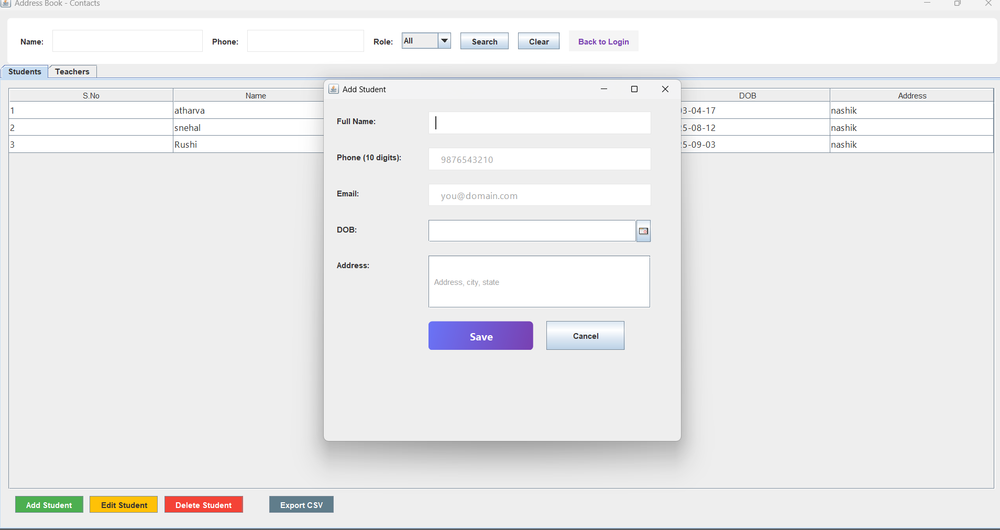 Address Book - Contacts
Name: Phone: Role: All Search Clear Back to Login
Students Teachers
S.No Name DOB Address
1 atharva 3-04-17 nashik
2 snehal 5-08-12 nashik
3 Rushi 5-09-03 nashik
Add Student
Full Name:
Phone (10 digits): 9876543210
Email: you@domain.com
DOB:
Address: Address, city, state
Save Cancel
Add Student Edit Student Delete Student Export CSV